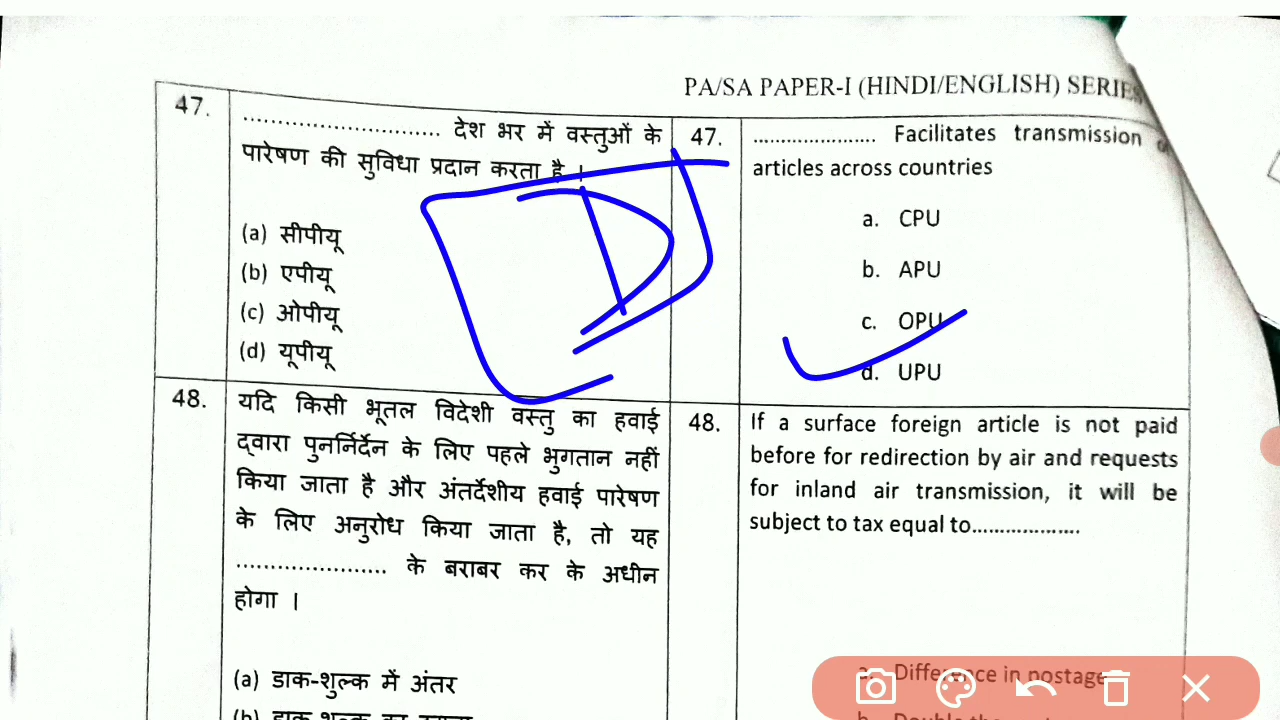 PA/SA PAPER-I (HINDI/ENGLISH) SERIES
47.
............................ देश भर में वस्तुओं के
पारेषण की सुविधा प्रदान करता है ।
(a) सीपीयू
(b) एपीयू
(c) ओपीयू
(d) यूपीयू
47.
...................... Facilitates transmission of
articles across countries
a. CPU
b. APU
c. OPU
d. UPU
D
48.
यदि किसी भूतल विदेशी वस्तु का हवाई
द्वारा पुनर्निर्देन के लिए पहले भुगतान नहीं
किया जाता है और अंतर्देशीय हवाई पारेषण
के लिए अनुरोध किया जाता है, तो यह
...................... के बराबर कर के अधीन
होगा ।
(a) डाक-शुल्क में अंतर
(b)
48.
If a surface foreign article is not paid
before for redirection by air and requests
for inland air transmission, it will be
subject to tax equal to...................
a. Difference in postage
b. Double